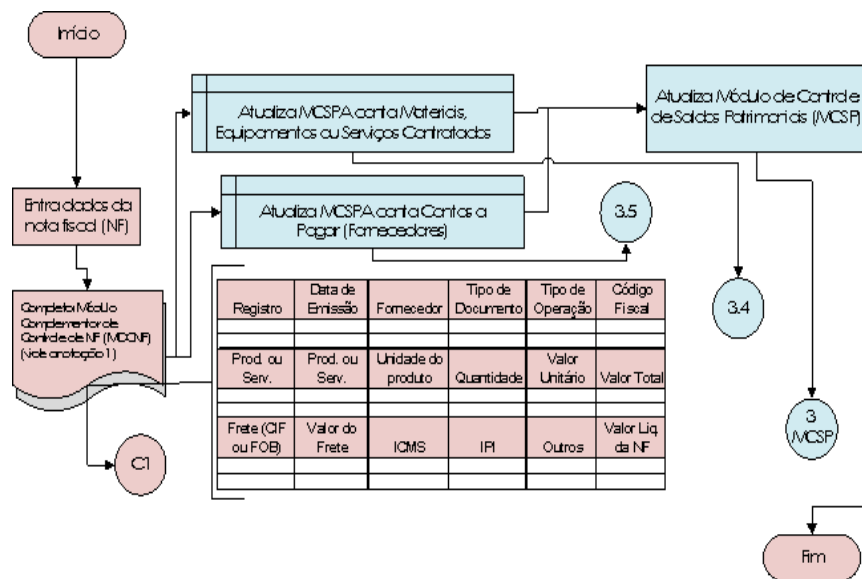 Início
Entra dados da
nota fiscal (NF)
Completa Módulo
Complementar de
Controle de NF (MCCNF)
(vide anotação 1)
C1
Atualiza MCSPA conta Materiais,
Equipamentos ou Serviços Contratados
Atualiza MCSPA conta Contas a
Pagar (Fornecedores)
Atualiza Módulo de Controle
de Saldos Patrimoniais (MCSP)
3.5
3.4
3
MCSP
Registro
Data de
Emissão
Fornecedor
Tipo de
Documento
Tipo de
Operação
Código
Fiscal
Prod. ou
Serv.
Prod. ou
Serv.
Unidade do
produto
Quantidade
Valor
Unitário
Valor Total
Frete (CIF
ou FOB)
Valor do
Frete
ICMS
IPI
Outros
Valor Liq.
da NF
Fim